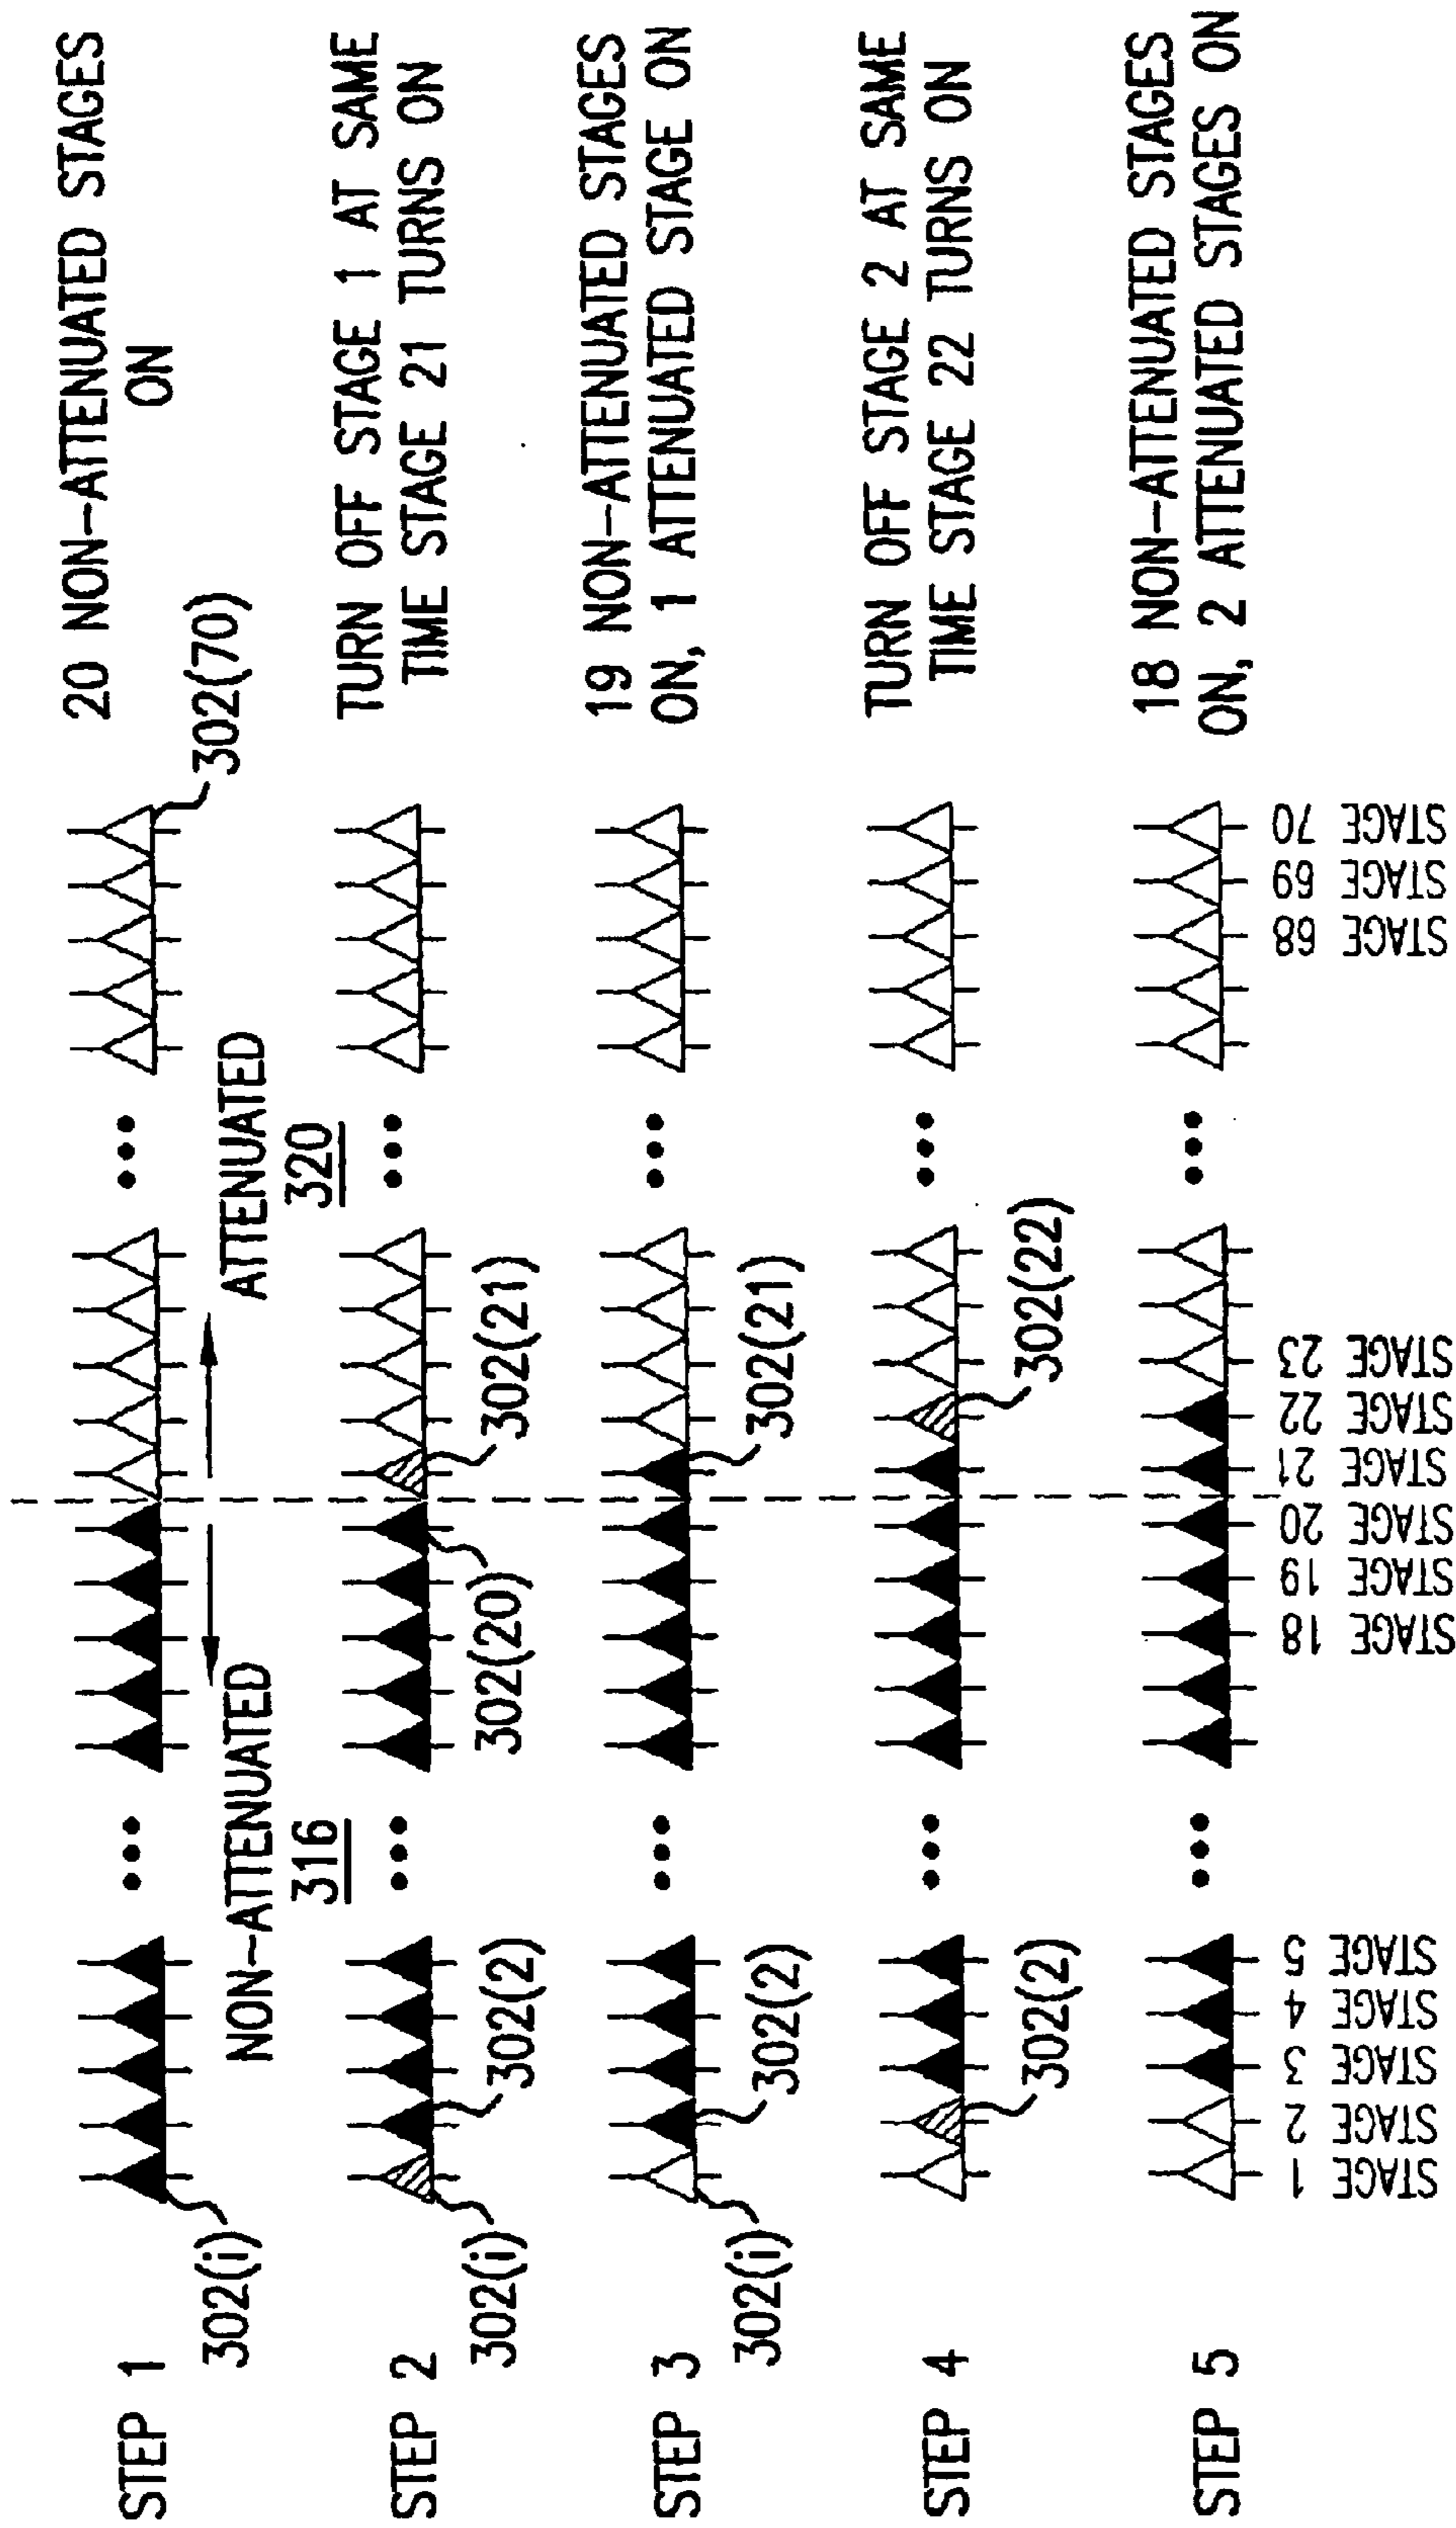 STEP 1
302(i)
302(70)
20 NON-ATTENUATED STAGES
ON
NON-ATTENUATED
316
ATTENUATED
320
STEP 2
302(i)
302(2)
302(20)
302(21)
TURN OFF STAGE 1 AT SAME
TIME STAGE 21 TURNS ON
STEP 3
302(i)
302(2)
302(21)
19 NON-ATTENUATED STAGES
ON, 1 ATTENUATED STAGE ON
STEP 4
302(2)
302(22)
TURN OFF STAGE 2 AT SAME
TIME STAGE 22 TURNS ON
STEP 5
18 NON-ATTENUATED STAGES
ON, 2 ATTENUATED STAGES ON
STAGE 1
STAGE 2
STAGE 3
STAGE 4
STAGE 5
STAGE 18
STAGE 19
STAGE 20
STAGE 21
STAGE 22
STAGE 23
STAGE 68
STAGE 69
STAGE 70